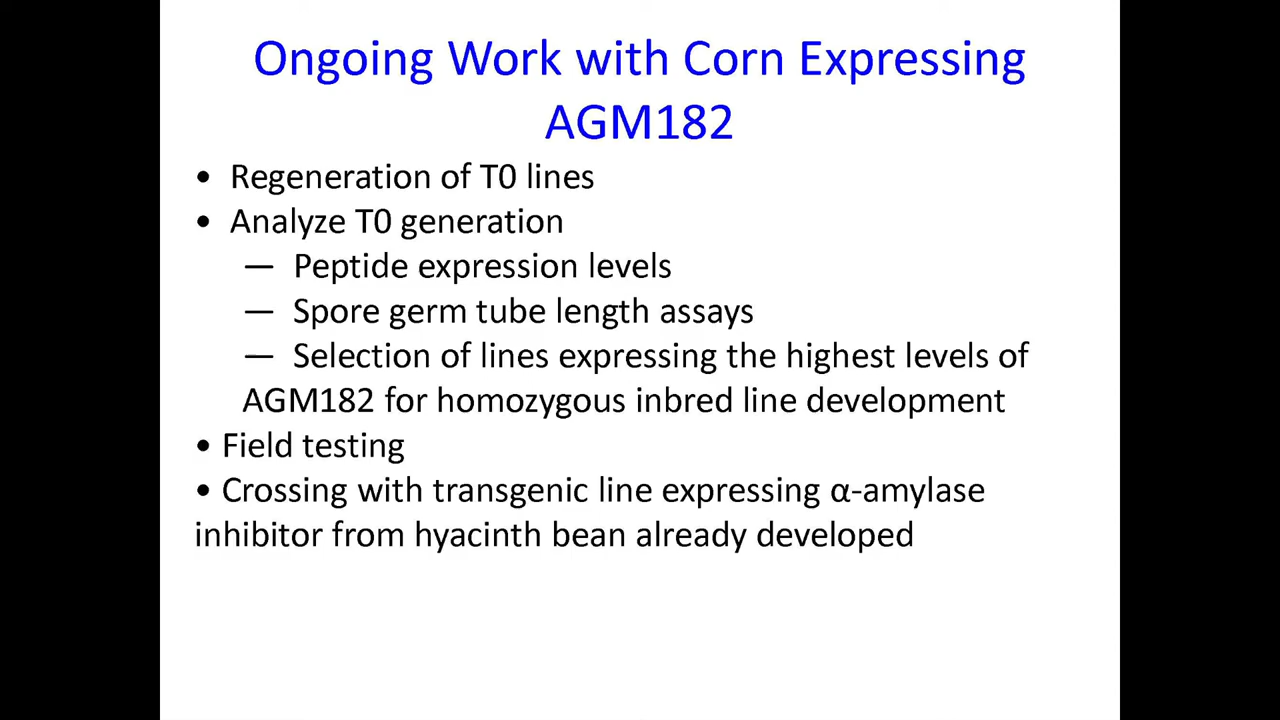 Ongoing Work with Corn Expressing
AGM182
• Regeneration of T0 lines
• Analyze T0 generation
— Peptide expression levels
— Spore germ tube length assays
— Selection of lines expressing the highest levels of
AGM182 for homozygous inbred line development
• Field testing
• Crossing with transgenic line expressing α-amylase
inhibitor from hyacinth bean already developed